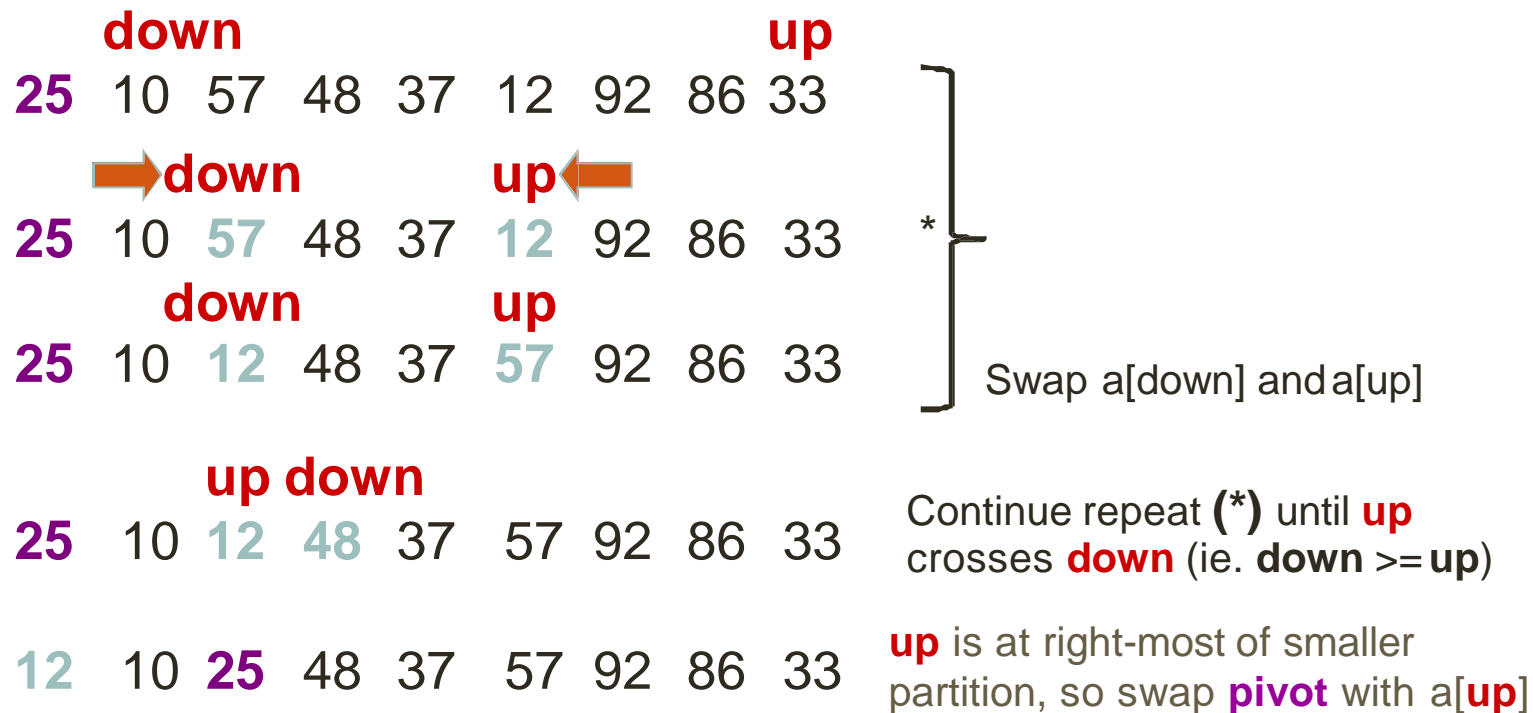 down up
25 10 57 48 37 12 92 86 33
down up
25 10 57 48 37 12 92 86 33
*
down up
25 10 12 48 37 57 92 86 33
Swap a[down] and a[up]
up down
25 10 12 48 37 57 92 86 33
Continue repeat (*) until up
crosses down (ie. down >= up)
12 10 25 48 37 57 92 86 33
up is at right-most of smaller
partition, so swap pivot with a[up]